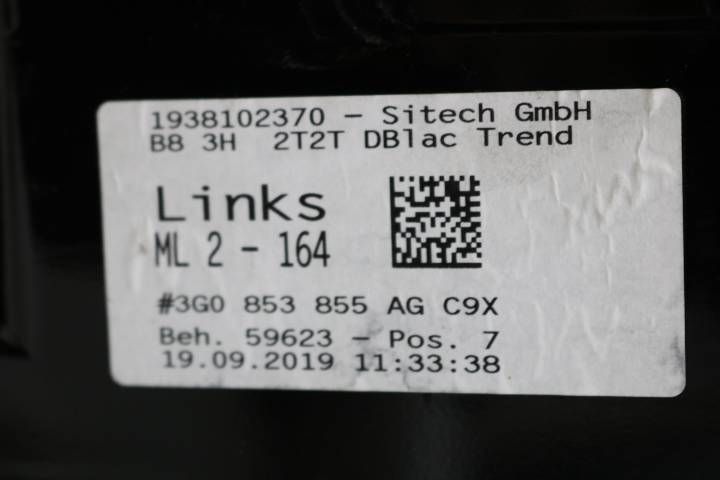 1938102370 - Sitech GmbH
B8 3H 2T2T DBlac Trend
Links
ML 2 - 164
#3G0 853 855 AG C9X
Beh. 59623 - Pos. 7
19.09.2019 11:33:38